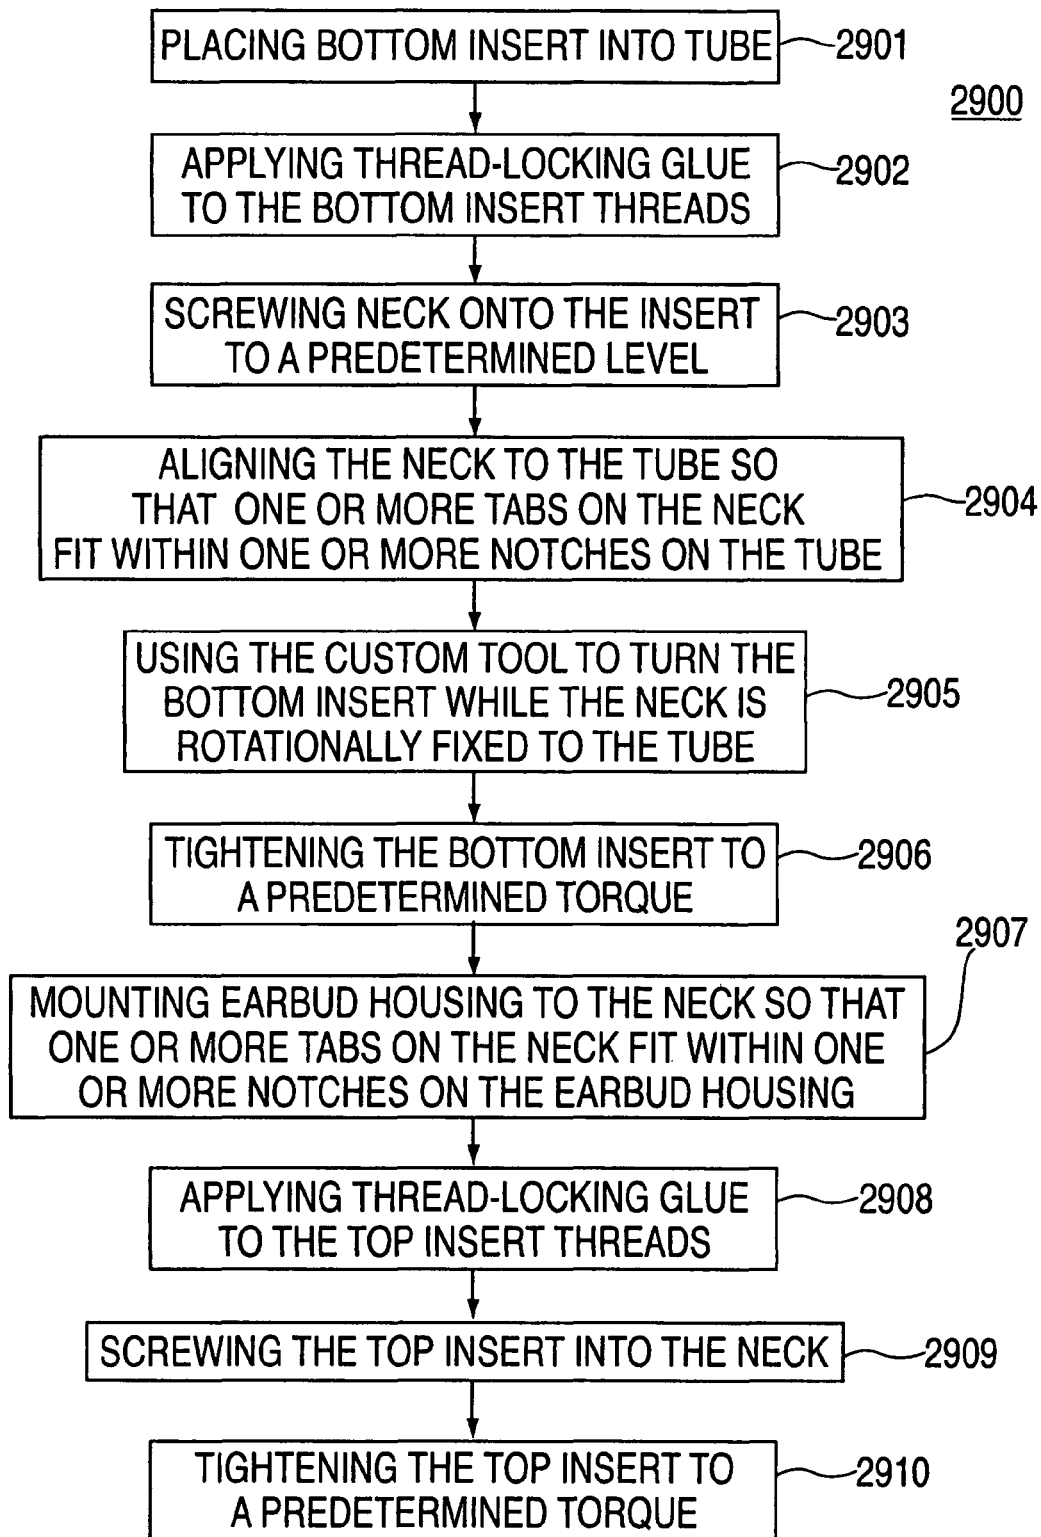 PLACING BOTTOM INSERT INTO TUBE
2901
2900
APPLYING THREAD-LOCKING GLUE
TO THE BOTTOM INSERT THREADS
2902
SCREWING NECK ONTO THE INSERT
TO A PREDETERMINED LEVEL
2903
ALIGNING THE NECK TO THE TUBE SO
THAT ONE OR MORE TABS ON THE NECK
FIT WITHIN ONE OR MORE NOTCHES ON THE TUBE
2904
USING THE CUSTOM TOOL TO TURN THE
BOTTOM INSERT WHILE THE NECK IS
ROTATIONALLY FIXED TO THE TUBE
2905
TIGHTENING THE BOTTOM INSERT TO
A PREDETERMINED TORQUE
2906
MOUNTING EARBUD HOUSING TO THE NECK SO THAT
ONE OR MORE TABS ON THE NECK FIT WITHIN ONE
OR MORE NOTCHES ON THE EARBUD HOUSING
2907
APPLYING THREAD-LOCKING GLUE
TO THE TOP INSERT THREADS
2908
SCREWING THE TOP INSERT INTO THE NECK
2909
TIGHTENING THE TOP INSERT TO
A PREDETERMINED TORQUE
2910